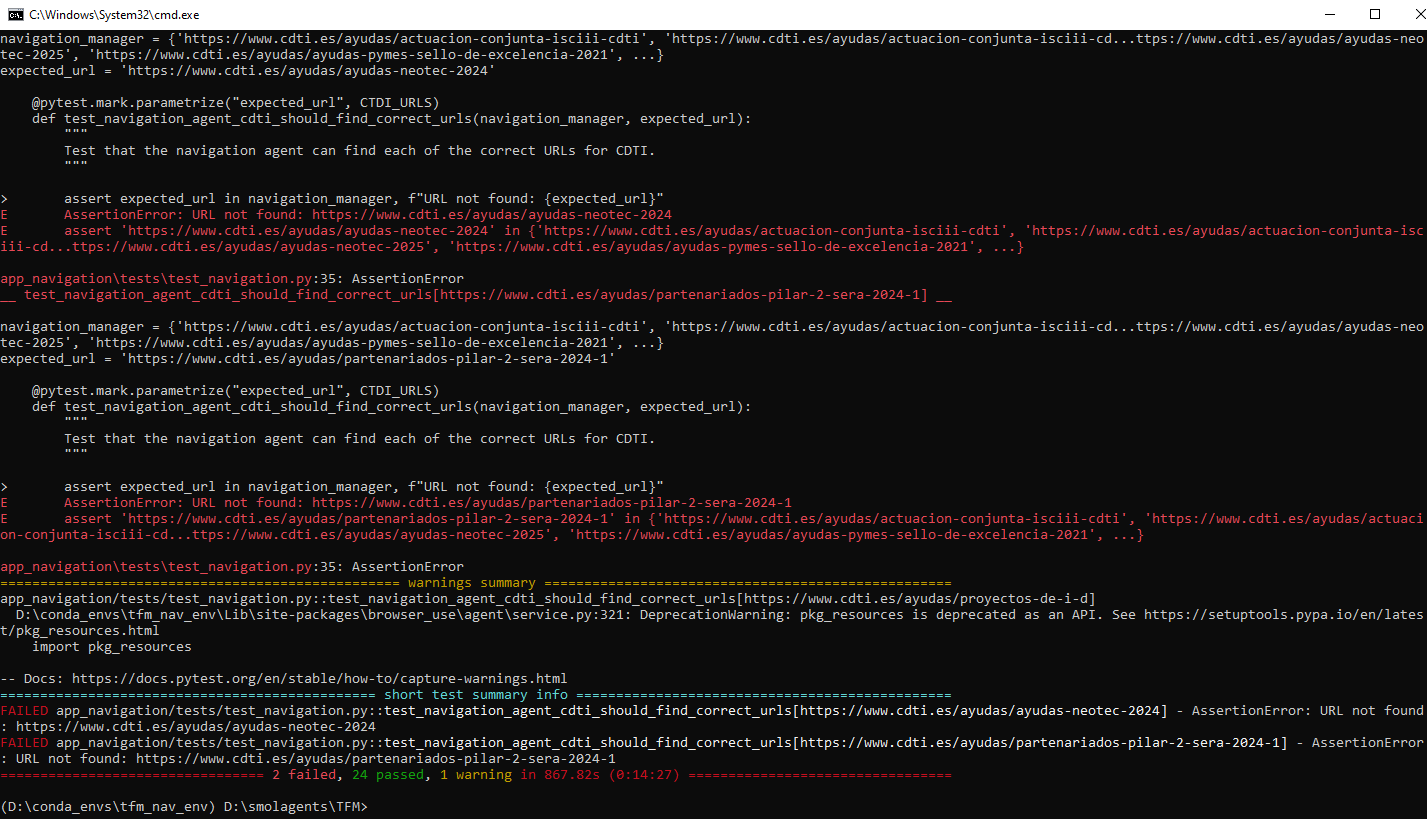 C:\Windows\System32\cmd.exe
navigation_manager = {'https://www.cdti.es/ayudas/actuacion-conjunta-isciii-cdti', 'https://www.cdti.es/ayudas/actuacion-conjunta-isciii-cd...ttps://www.cdti.es/ayudas/ayudas-neo
tec-2025', 'https://www.cdti.es/ayudas/ayudas-pymes-sello-de-excelencia-2021', ...}
expected_url = 'https://www.cdti.es/ayudas/ayudas-neotec-2024'
@pytest.mark.parametrize("expected_url", CTDI_URLS)
def test_navigation_agent_cdti_should_find_correct_urls(navigation_manager, expected_url):
"""
Test that the navigation agent can find each of the correct URLs for CDTI.
"""
>       assert expected_url in navigation_manager, f"URL not found: {expected_url}"
E       AssertionError: URL not found: https://www.cdti.es/ayudas/ayudas-neotec-2024
E       assert 'https://www.cdti.es/ayudas/ayudas-neotec-2024' in {'https://www.cdti.es/ayudas/actuacion-conjunta-isciii-cdti', 'https://www.cdti.es/ayudas/actuacion-conjunta-isc
iii-cd...ttps://www.cdti.es/ayudas/ayudas-neotec-2025', 'https://www.cdti.es/ayudas/ayudas-pymes-sello-de-excelencia-2021', ...}
app_navigation\tests\test_navigation.py:35: AssertionError
__ test_navigation_agent_cdti_should_find_correct_urls[https://www.cdti.es/ayudas/partenariados-pilar-2-sera-2024-1] __
navigation_manager = {'https://www.cdti.es/ayudas/actuacion-conjunta-isciii-cdti', 'https://www.cdti.es/ayudas/actuacion-conjunta-isciii-cd...ttps://www.cdti.es/ayudas/ayudas-neo
tec-2025', 'https://www.cdti.es/ayudas/ayudas-pymes-sello-de-excelencia-2021', ...}
expected_url = 'https://www.cdti.es/ayudas/partenariados-pilar-2-sera-2024-1'
@pytest.mark.parametrize("expected_url", CTDI_URLS)
def test_navigation_agent_cdti_should_find_correct_urls(navigation_manager, expected_url):
"""
Test that the navigation agent can find each of the correct URLs for CDTI.
"""
>       assert expected_url in navigation_manager, f"URL not found: {expected_url}"
E       AssertionError: URL not found: https://www.cdti.es/ayudas/partenariados-pilar-2-sera-2024-1
E       assert 'https://www.cdti.es/ayudas/partenariados-pilar-2-sera-2024-1' in {'https://www.cdti.es/ayudas/actuacion-conjunta-isciii-cdti', 'https://www.cdti.es/ayudas/actuaci
on-conjunta-isciii-cd...ttps://www.cdti.es/ayudas/ayudas-neotec-2025', 'https://www.cdti.es/ayudas/ayudas-pymes-sello-de-excelencia-2021', ...}
app_navigation\tests\test_navigation.py:35: AssertionError
================================================== warnings summary ===================================================
app_navigation/tests/test_navigation.py::test_navigation_agent_cdti_should_find_correct_urls[https://www.cdti.es/ayudas/proyectos-de-i-d]
D:\conda_envs\tfm_nav_env\Lib\site-packages\browser_use\agent\service.py:321: DeprecationWarning: pkg_resources is deprecated as an API. See https://setuptools.pypa.io/en/lates
t/pkg_resources.html
import pkg_resources
-- Docs: https://docs.pytest.org/en/stable/how-to/capture-warnings.html
=============================================== short test summary info ===============================================
FAILED app_navigation/tests/test_navigation.py::test_navigation_agent_cdti_should_find_correct_urls[https://www.cdti.es/ayudas/ayudas-neotec-2024] - AssertionError: URL not found
: https://www.cdti.es/ayudas/ayudas-neotec-2024
FAILED app_navigation/tests/test_navigation.py::test_navigation_agent_cdti_should_find_correct_urls[https://www.cdti.es/ayudas/partenariados-pilar-2-sera-2024-1] - AssertionError
: URL not found: https://www.cdti.es/ayudas/partenariados-pilar-2-sera-2024-1
================================= 2 failed, 24 passed, 1 warning in 867.82s (0:14:27) =================================
(D:\conda_envs\tfm_nav_env) D:\smolagents\TFM>